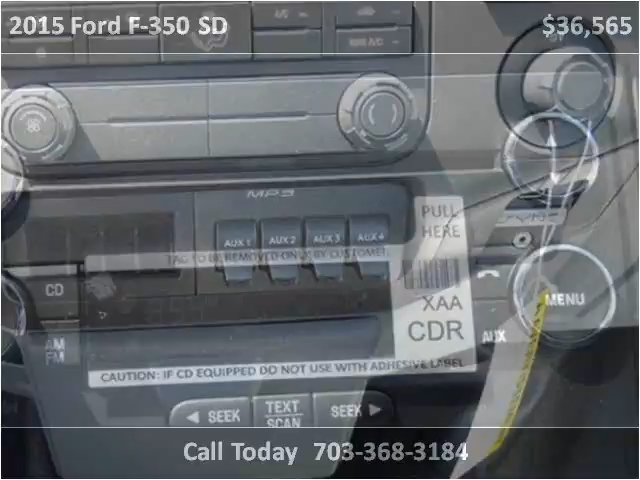 2015 Ford F-350 SD
$36,565
A/C
MAX A/C
MP3
AUX 1 AUX 2 AUX 3 AUX 4
PULL
HERE
TAG TO BE REMOVED ONLY BY CUSTOMER
CD
XAA
CDR
MENU
AUX
AM
FM
CAUTION: IF CD EQUIPPED DO NOT USE WITH ADHESIVE LABEL
◄ SEEK TEXT SEEK ►
SCAN
Call Today 703-368-3184